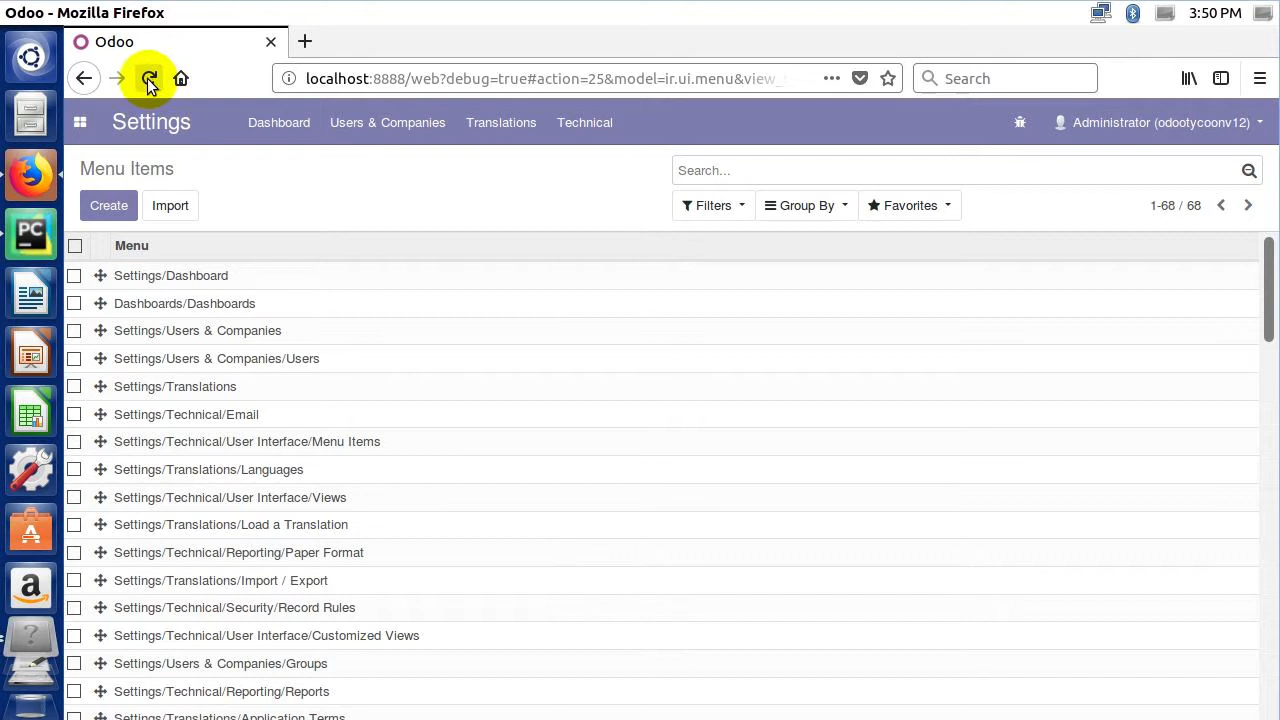 Odoo - Mozilla Firefox
3:50 PM
Odoo
localhost:8888/web?debug=true#action=25&model=ir.ui.menu&view_
Search
Settings
Dashboard
Users & Companies
Translations
Technical
Administrator (odootycoonv12)
Menu Items
Search...
Create
Import
Filters
Group By
Favorites
1-68 / 68
Menu
Settings/Dashboard
Dashboards/Dashboards
Settings/Users & Companies
Settings/Users & Companies/Users
Settings/Translations
Settings/Technical/Email
Settings/Technical/User Interface/Menu Items
Settings/Translations/Languages
Settings/Technical/User Interface/Views
Settings/Translations/Load a Translation
Settings/Technical/Reporting/Paper Format
Settings/Translations/Import / Export
Settings/Technical/Security/Record Rules
Settings/Technical/User Interface/Customized Views
Settings/Users & Companies/Groups
Settings/Technical/Reporting/Reports
Settings/Translations/Application Terms
PC